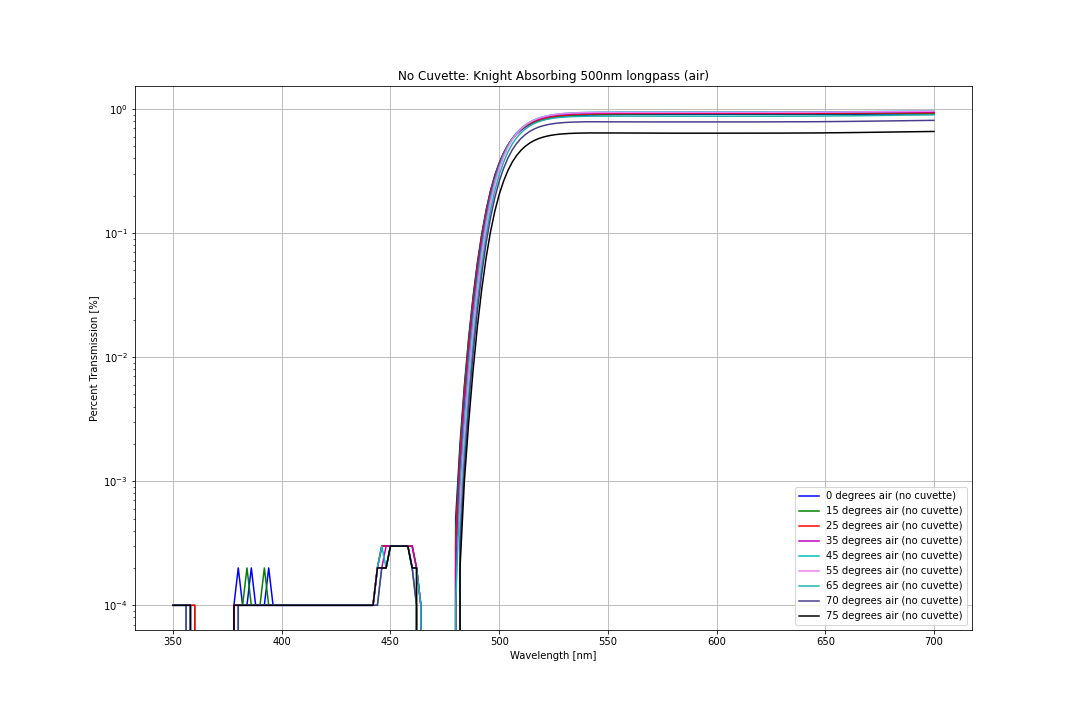 No Cuvette: Knight Absorbing 500nm longpass (air)
10⁰
10⁻¹
10⁻²
10⁻³
10⁻⁴
Percent Transmission [%]
0 degrees air (no cuvette)
15 degrees air (no cuvette)
25 degrees air (no cuvette)
35 degrees air (no cuvette)
45 degrees air (no cuvette)
55 degrees air (no cuvette)
65 degrees air (no cuvette)
70 degrees air (no cuvette)
75 degrees air (no cuvette)
350 400 450 500 550 600 650 700
Wavelength [nm]